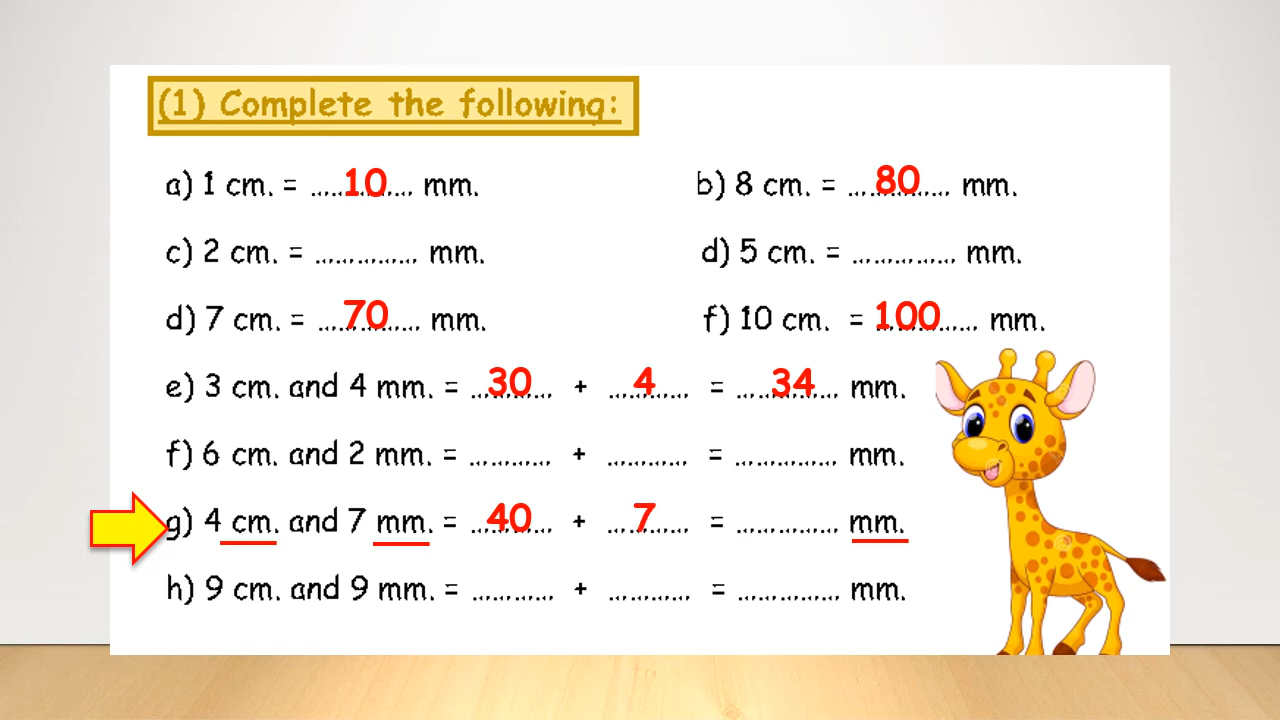 (1) Complete the following:
a) 1 cm. = .....10..... mm. b) 8 cm. = .....80..... mm.
c) 2 cm. = .............. mm. d) 5 cm. = .............. mm.
d) 7 cm. = .....70..... mm. f) 10 cm. = .....100..... mm.
e) 3 cm. and 4 mm. = ....30.... + ....4.... = ....34.... mm.
f) 6 cm. and 2 mm. = ............ + ............ = .............. mm.
g) 4 cm. and 7 mm. = ....40.... + ....7.... = .............. mm.
h) 9 cm. and 9 mm. = ............ + ............ = .............. mm.